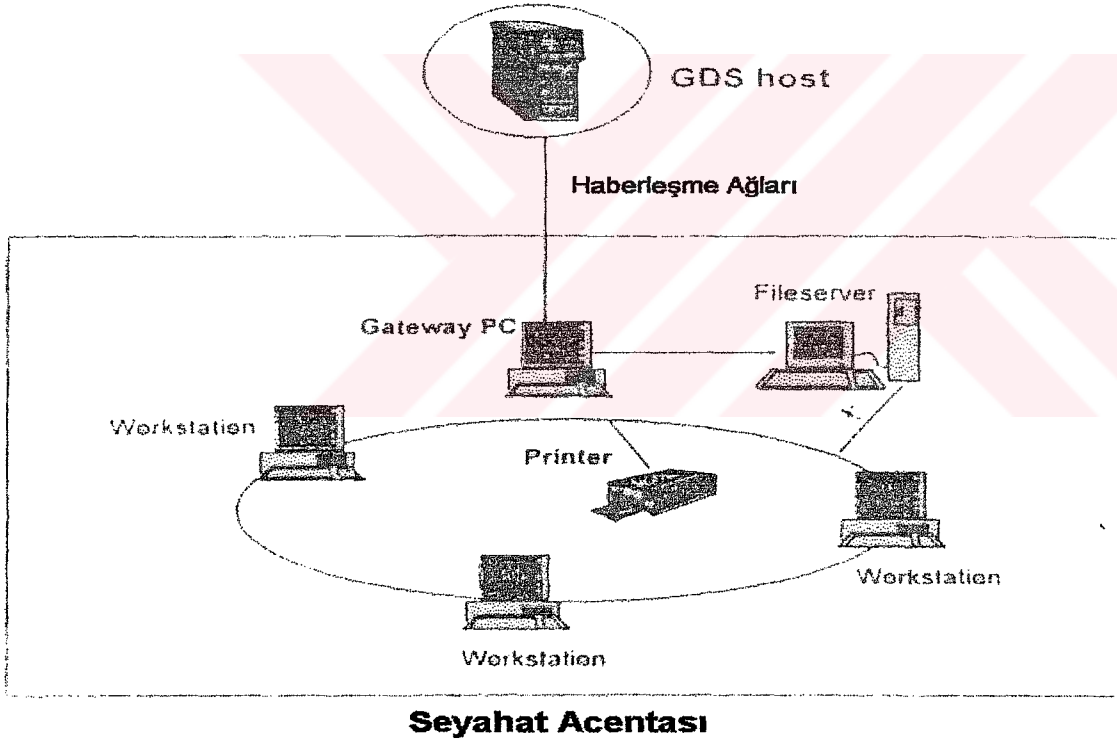 GDS host
Haberleşme Ağları
Fileserver
Gateway PC
Workstation
Printer
Workstation
Workstation
Seyahat Acentası